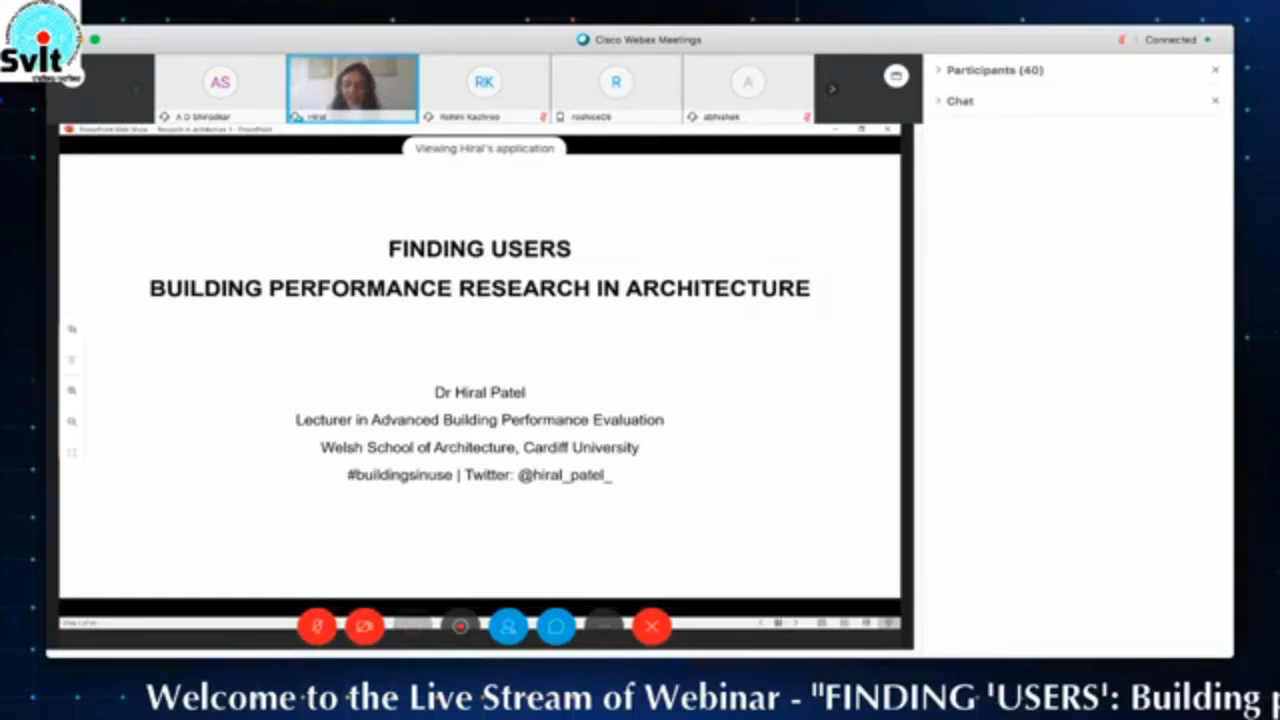 Svit
Cisco Webex Meetings
Connected
AS
RK
R
A
A D Shirodkar
Hiral
Rohini Kachroo
roshice05
abhishek
Participants (40)
Chat
Viewing Hiral's application
FINDING USERS
BUILDING PERFORMANCE RESEARCH IN ARCHITECTURE
Dr Hiral Patel
Lecturer in Advanced Building Performance Evaluation
Welsh School of Architecture, Cardiff University
#buildingsinuse | Twitter: @hiral_patel_
Welcome to the Live Stream of Webinar - "FINDING 'USERS': Building p